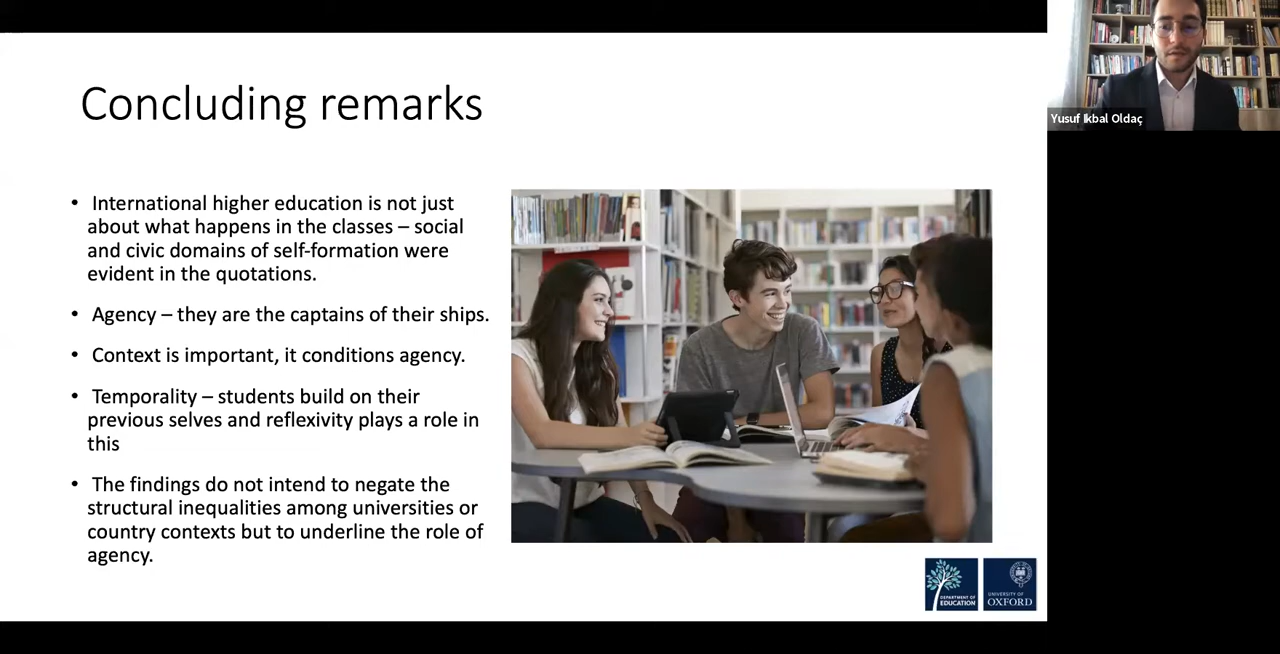 Concluding remarks
• International higher education is not just
about what happens in the classes – social
and civic domains of self-formation were
evident in the quotations.
• Agency – they are the captains of their ships.
• Context is important, it conditions agency.
• Temporality – students build on their
previous selves and reflexivity plays a role in
this
• The findings do not intend to negate the
structural inequalities among universities or
country contexts but to underline the role of
agency.
DEPARTMENT OF
EDUCATION
UNIVERSITY OF
OXFORD
Yusuf Ikbal Oldaç